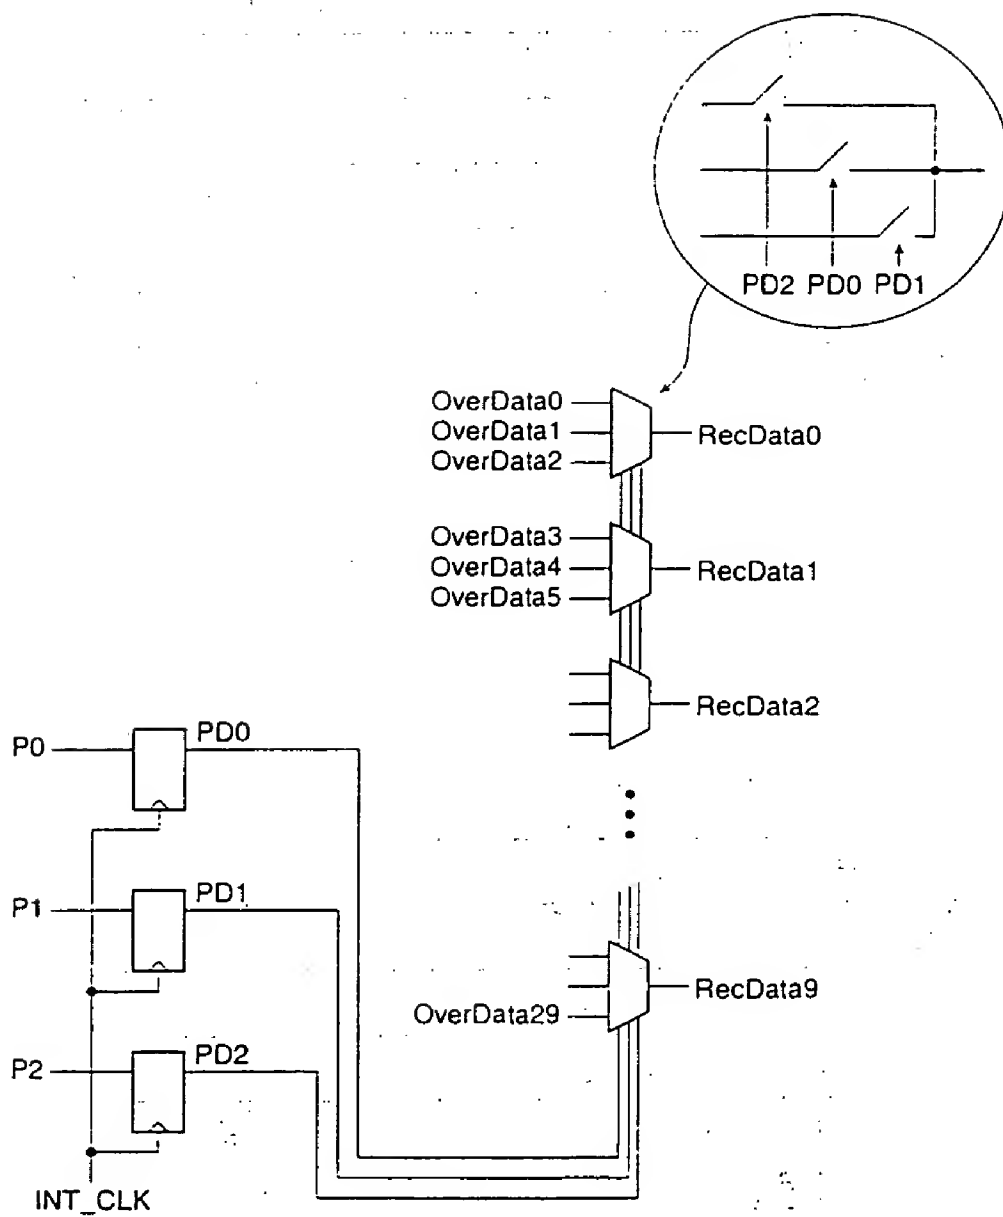 PD2 PD0 PD1
OverData0
OverData1
OverData2
RecData0
OverData3
OverData4
OverData5
RecData1
RecData2
P0
PD0
P1
PD1
RecData9
OverData29
P2
PD2
INT_CLK